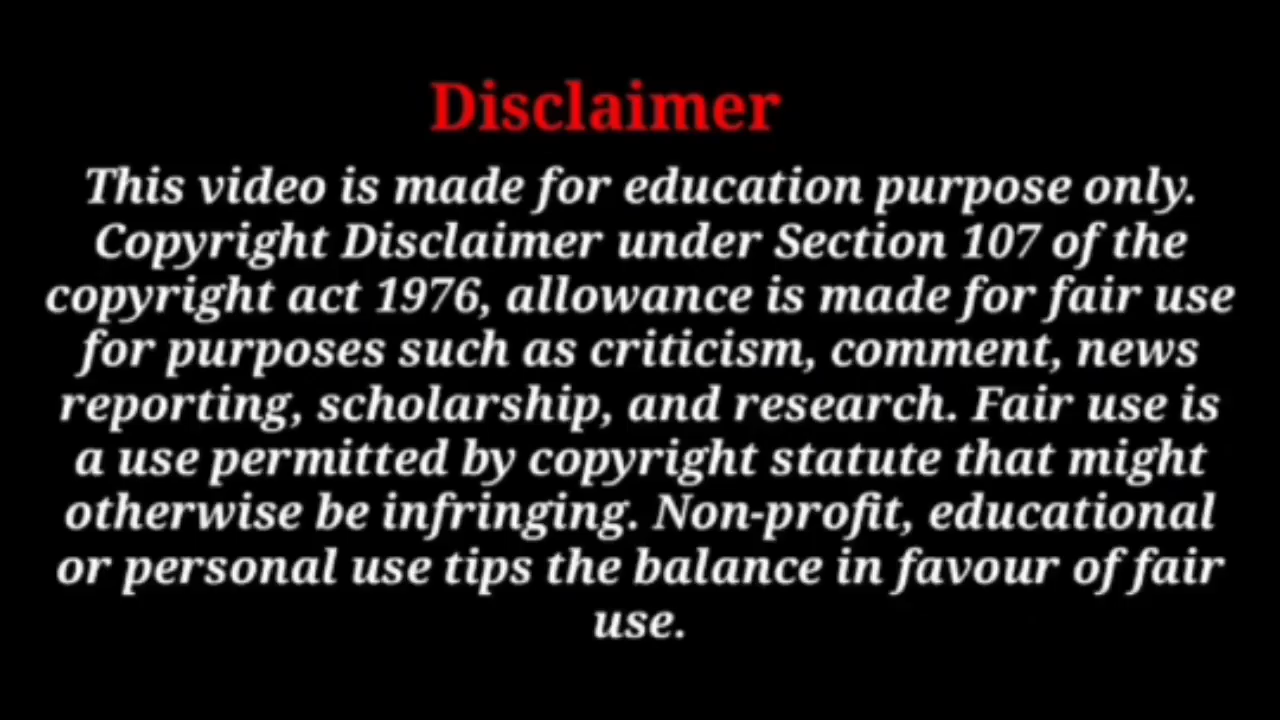 Disclaimer
This video is made for education purpose only.
Copyright Disclaimer under Section 107 of the
copyright act 1976, allowance is made for fair use
for purposes such as criticism, comment, news
reporting, scholarship, and research. Fair use is
a use permitted by copyright statute that might
otherwise be infringing. Non-profit, educational
or personal use tips the balance in favour of fair
use.